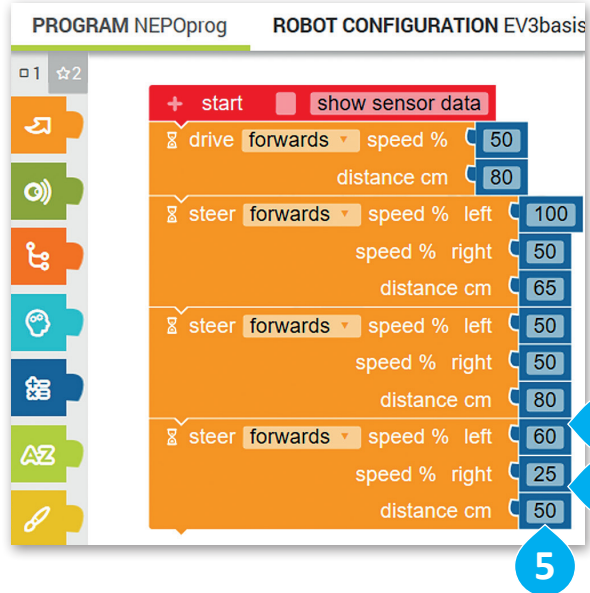 PROGRAM NEPOprog ROBOT CONFIGURATION EV3basis
1 2
+ start show sensor data
drive forwards speed % 50
distance cm 80
steer forwards speed % left 100
speed % right 50
distance cm 65
steer forwards speed % left 50
speed % right 50
distance cm 80
steer forwards speed % left 60
speed % right 25
distance cm 50
AZ
5